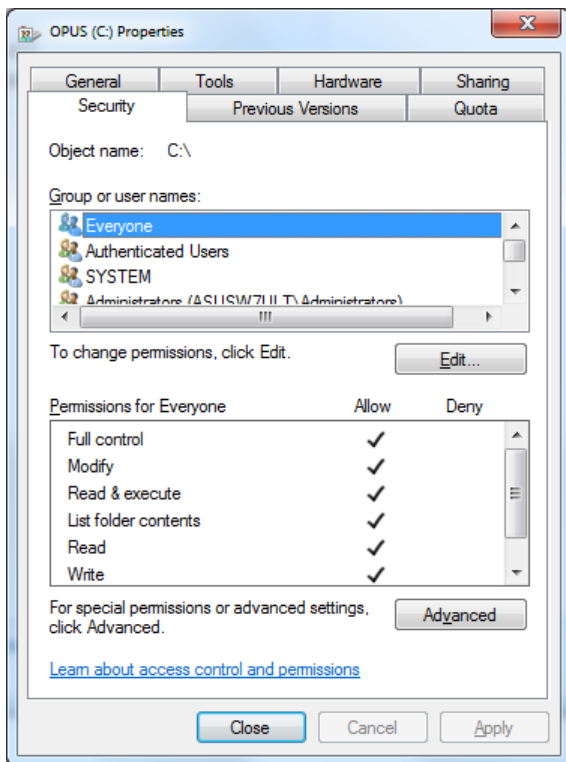 OPUS (C:) Properties
General Tools Hardware Sharing
Security Previous Versions Quota
Object name: C:\
Group or user names:
Everyone
Authenticated Users
SYSTEM
Administrators (ASUSW7ULT\Administrators)
To change permissions, click Edit.
Edit...
Permissions for Everyone Allow Deny
Full control
Modify
Read & execute
List folder contents
Read
Write
For special permissions or advanced settings,
click Advanced.
Advanced
Learn about access control and permissions
Close Cancel Apply